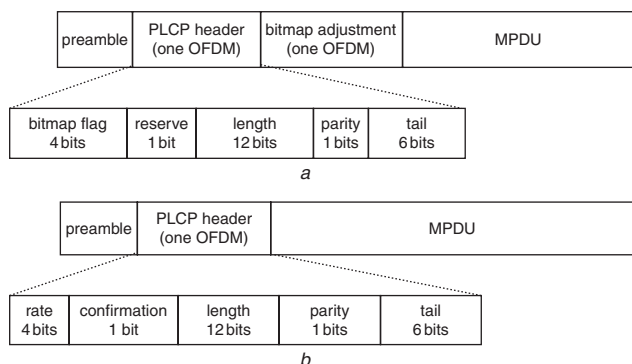 preamble
PLCP header
(one OFDM)
bitmap adjustment
(one OFDM)
MPDU
bitmap flag
4 bits
reserve
1 bit
length
12 bits
parity
1 bits
tail
6 bits
a
preamble
PLCP header
(one OFDM)
MPDU
rate
4 bits
confirmation
1 bit
length
12 bits
parity
1 bits
tail
6 bits
b